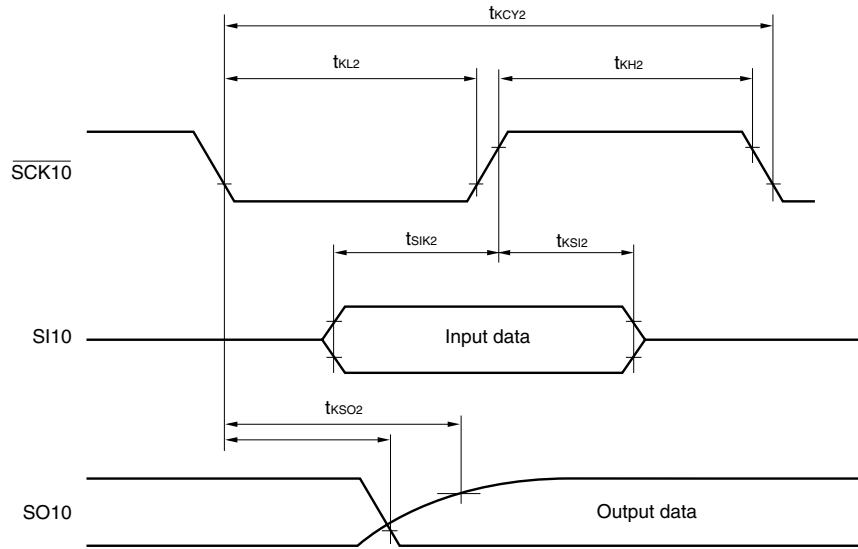 tKCY2
tKL2
tKH2
SCK10
tSIK2
tKSI2
SI10
Input data
tKSO2
SO10
Output data